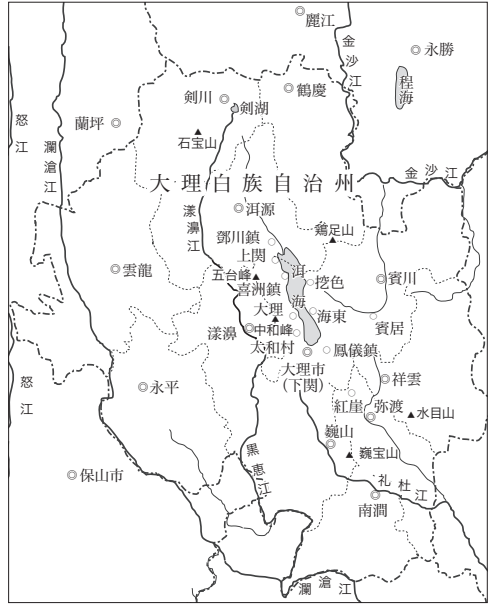 麗江
金沙江
永勝
程海
剣川
剣湖
鶴慶
怒江
瀾滄江
蘭坪
石宝山
金沙江
大理白族自治州
漾濞江
洱源
鄧川鎮
鶏足山
上関
洱海
五台峰
喜洲鎮
挖色
雲龍
賓川
大理
海東
賓居
漾濞
中和峰
太和村
鳳儀鎮
大理市
(下関)
祥雲
怒江
永平
紅崖
弥渡
水目山
巍山
巍宝山
黒恵江
保山市
礼杜江
南澗
瀾滄江